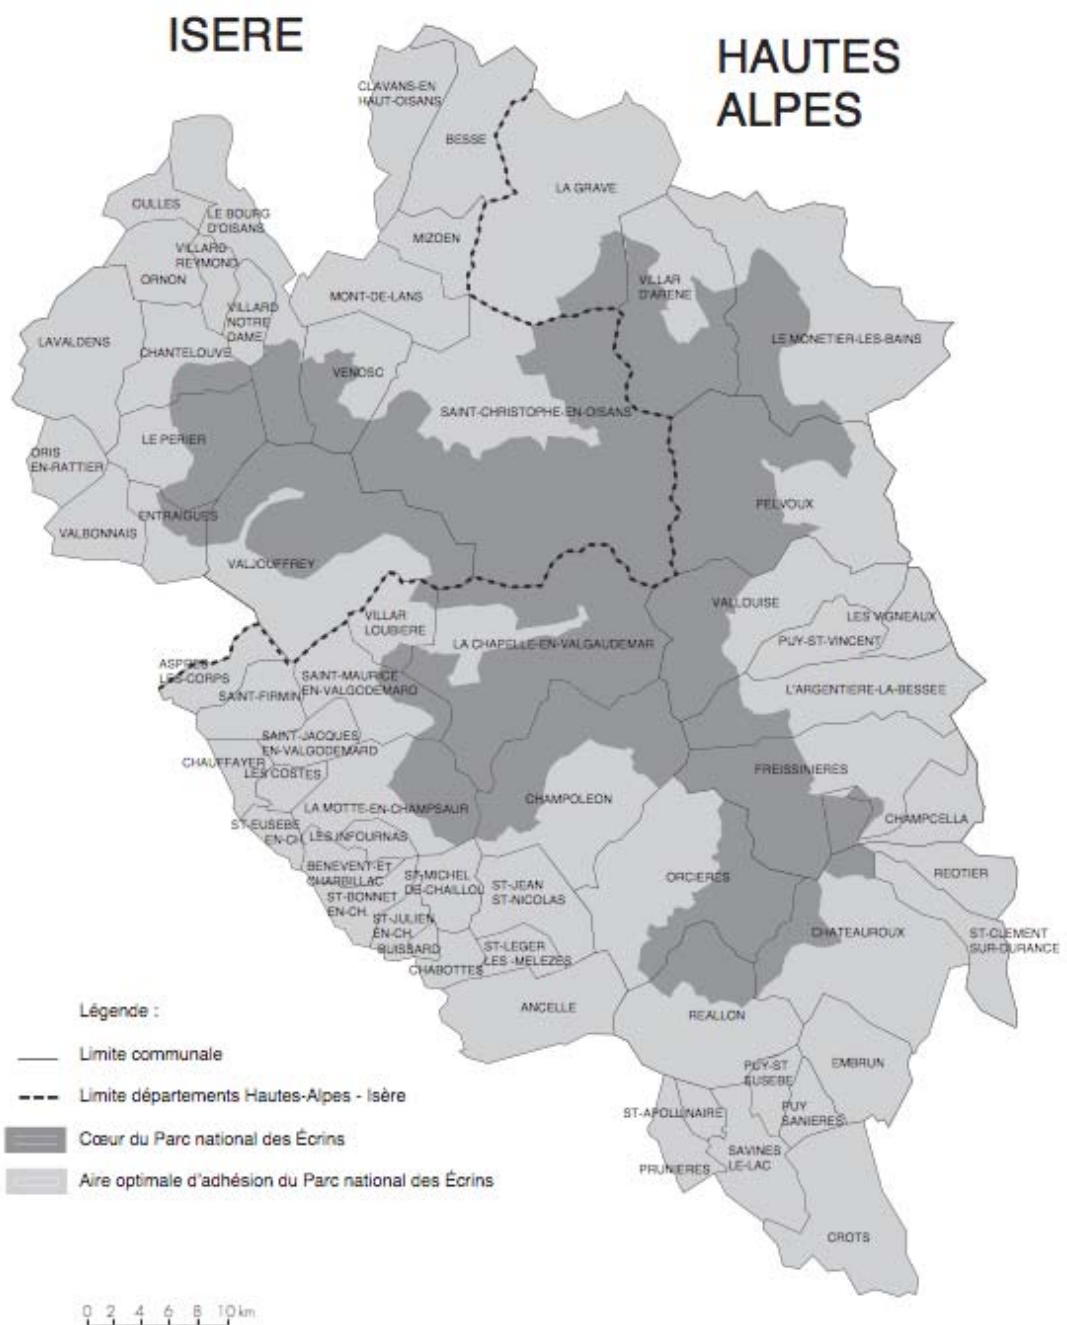 ISERE
HAUTES
ALPES
CLAVANS-EN
HAUT-OISANS
BESSE
LA GRAVE
OULLES
LE BOURG
D'OISANS
MIZOEN
VILLARD
REYMOND
ORNON
VILLAR
D'ARENE
MONT-DE-LANS
VILLARD
NOTRE
DAME
LAVALDENS
CHANTELOUVE
LE MONETIER-LES-BAINS
VENOSC
SAINT-CHRISTOPHE-EN-OISANS
LE PERIER
ORIS
EN-RATTIER
PELVOUX
ENTRAIGUES
VALBONNAIS
VALJOUFFREY
VALLOUISE
VILLAR
LOUBIERE
LES VIGNEAUX
LA CHAPELLE-EN-VALGAUDEMAR
PUY-ST-VINCENT
ASPRES
LES-CORPS
SAINT-MAURICE
EN-VALGODEMARD
SAINT-FIRMIN
L'ARGENTIERE-LA-BESSEE
SAINT-JACQUES
EN-VALGODEMARD
CHAUFFAYER
LES COSTES
FREISSINIERES
CHAMPOLEON
LA MOTTE-EN-CHAMPSAUR
CHAMPCELLA
ST-EUSEBE
EN-CH.
LES INFOURNAS
BENEVENT-ET
CHARBILLAC
ST-MICHEL
DE-CHAILLOL
ST-JEAN
ST-NICOLAS
ORCIERES
REOTIER
ST-BONNET
EN-CH.
ST-JULIEN
EN-CH.
CHATEAUROUX
ST-CLEMENT
SUR-DURANCE
BUISSARD
ST-LEGER
LES -MELEZES
CHABOTTES
ANCELLE
REALLON
Légende :
Limite communale
Limite départements Hautes-Alpes - Isère
Cœur du Parc national des Écrins
Aire optimale d'adhésion du Parc national des Écrins
PUY-ST
EUSEBE
EMBRUN
ST-APOLLINAIRE
PUY
SANIERES
SAVINES
LE-LAC
PRUNIERES
CROTS
0 2 4 6 8 10 km